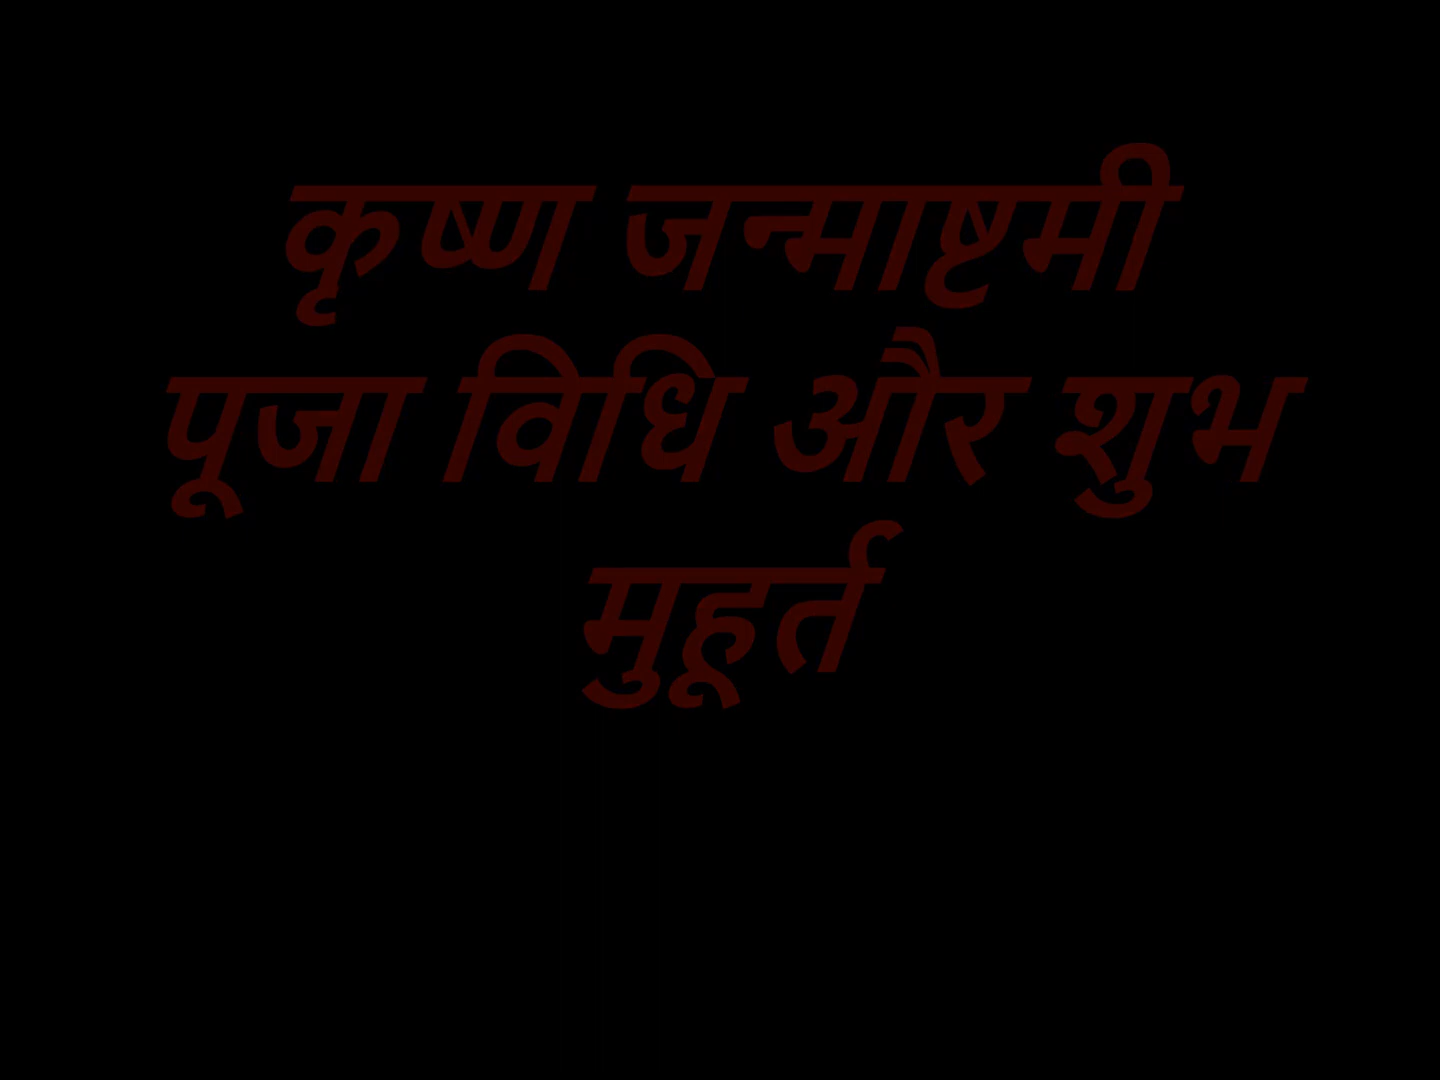 कृष्ण जन्माष्टमी
पूजा विधि और शुभ
मुहूर्त